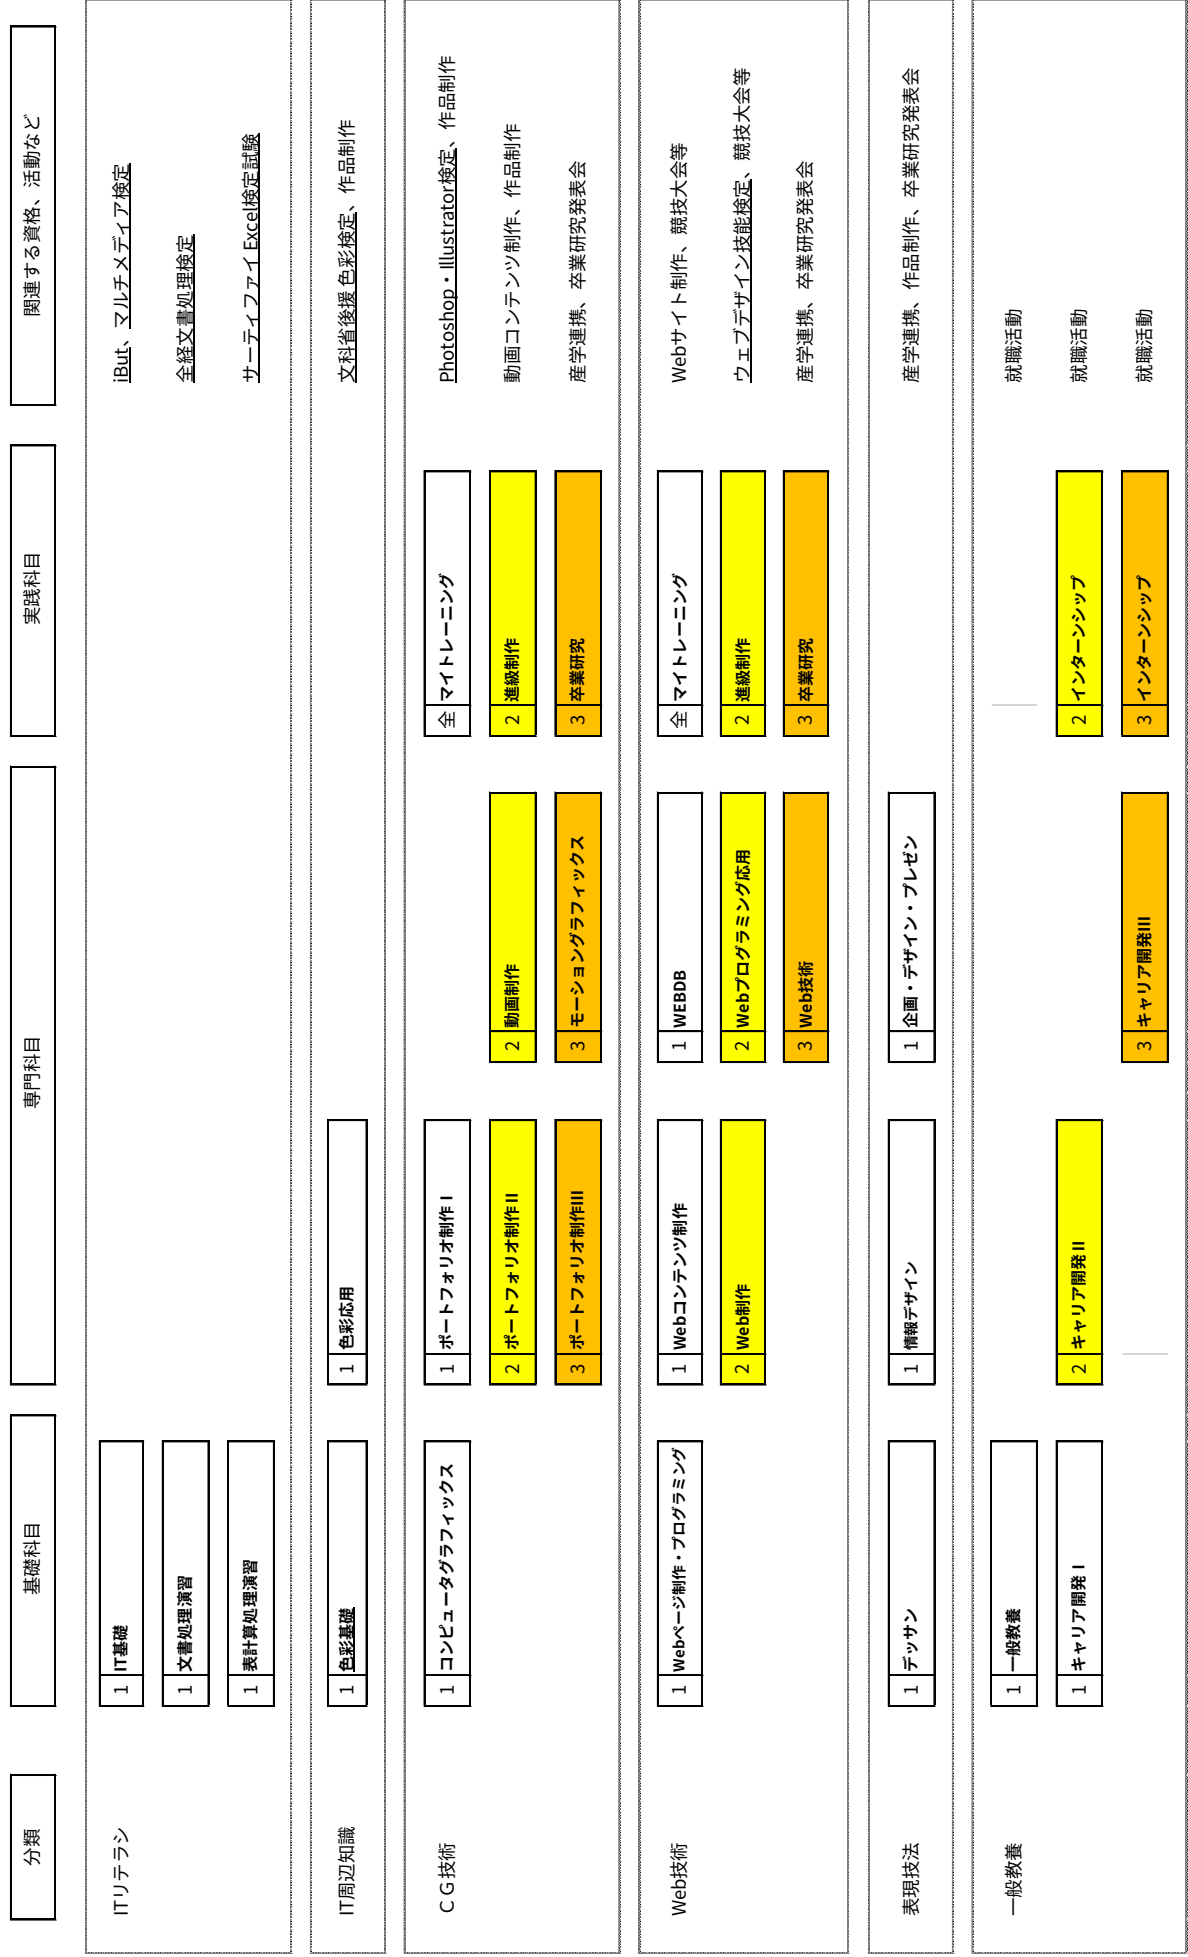 分類
基礎科目
専門科目
実践科目
関連する資格、活動など
ITリテラシ
1 IT基礎
iBut、マルチメディア検定
1 文書処理演習
全経文書処理検定
1 表計算処理演習
サーティファイ Excel検定試験
IT周辺知識
1 色彩基礎
1 色彩応用
文科省後援 色彩検定、作品制作
ＣＧ技術
1 コンピュータグラフィックス
1 ポートフォリオ制作Ⅰ
全 マイトレーニング
Photoshop・Illustrator検定、作品制作
2 ポートフォリオ制作Ⅱ
2 動画制作
2 進級制作
動画コンテンツ制作、作品制作
3 ポートフォリオ制作Ⅲ
3 モーショングラフィックス
3 卒業研究
産学連携、卒業研究発表会
Web技術
1 Webページ制作・プログラミング
1 Webコンテンツ制作
1 WEBDB
全 マイトレーニング
Webサイト制作、競技大会等
2 Web制作
2 Webプログラミング応用
2 進級制作
ウェブデザイン技能検定、競技大会等
3 Web技術
3 卒業研究
産学連携、卒業研究発表会
表現技法
1 デッサン
1 情報デザイン
1 企画・デザイン・プレゼン
産学連携、作品制作、卒業研究発表会
一般教養
1 一般教養
就職活動
1 キャリア開発Ⅰ
2 キャリア開発Ⅱ
2 インターンシップ
就職活動
3 キャリア開発Ⅲ
3 インターンシップ
就職活動